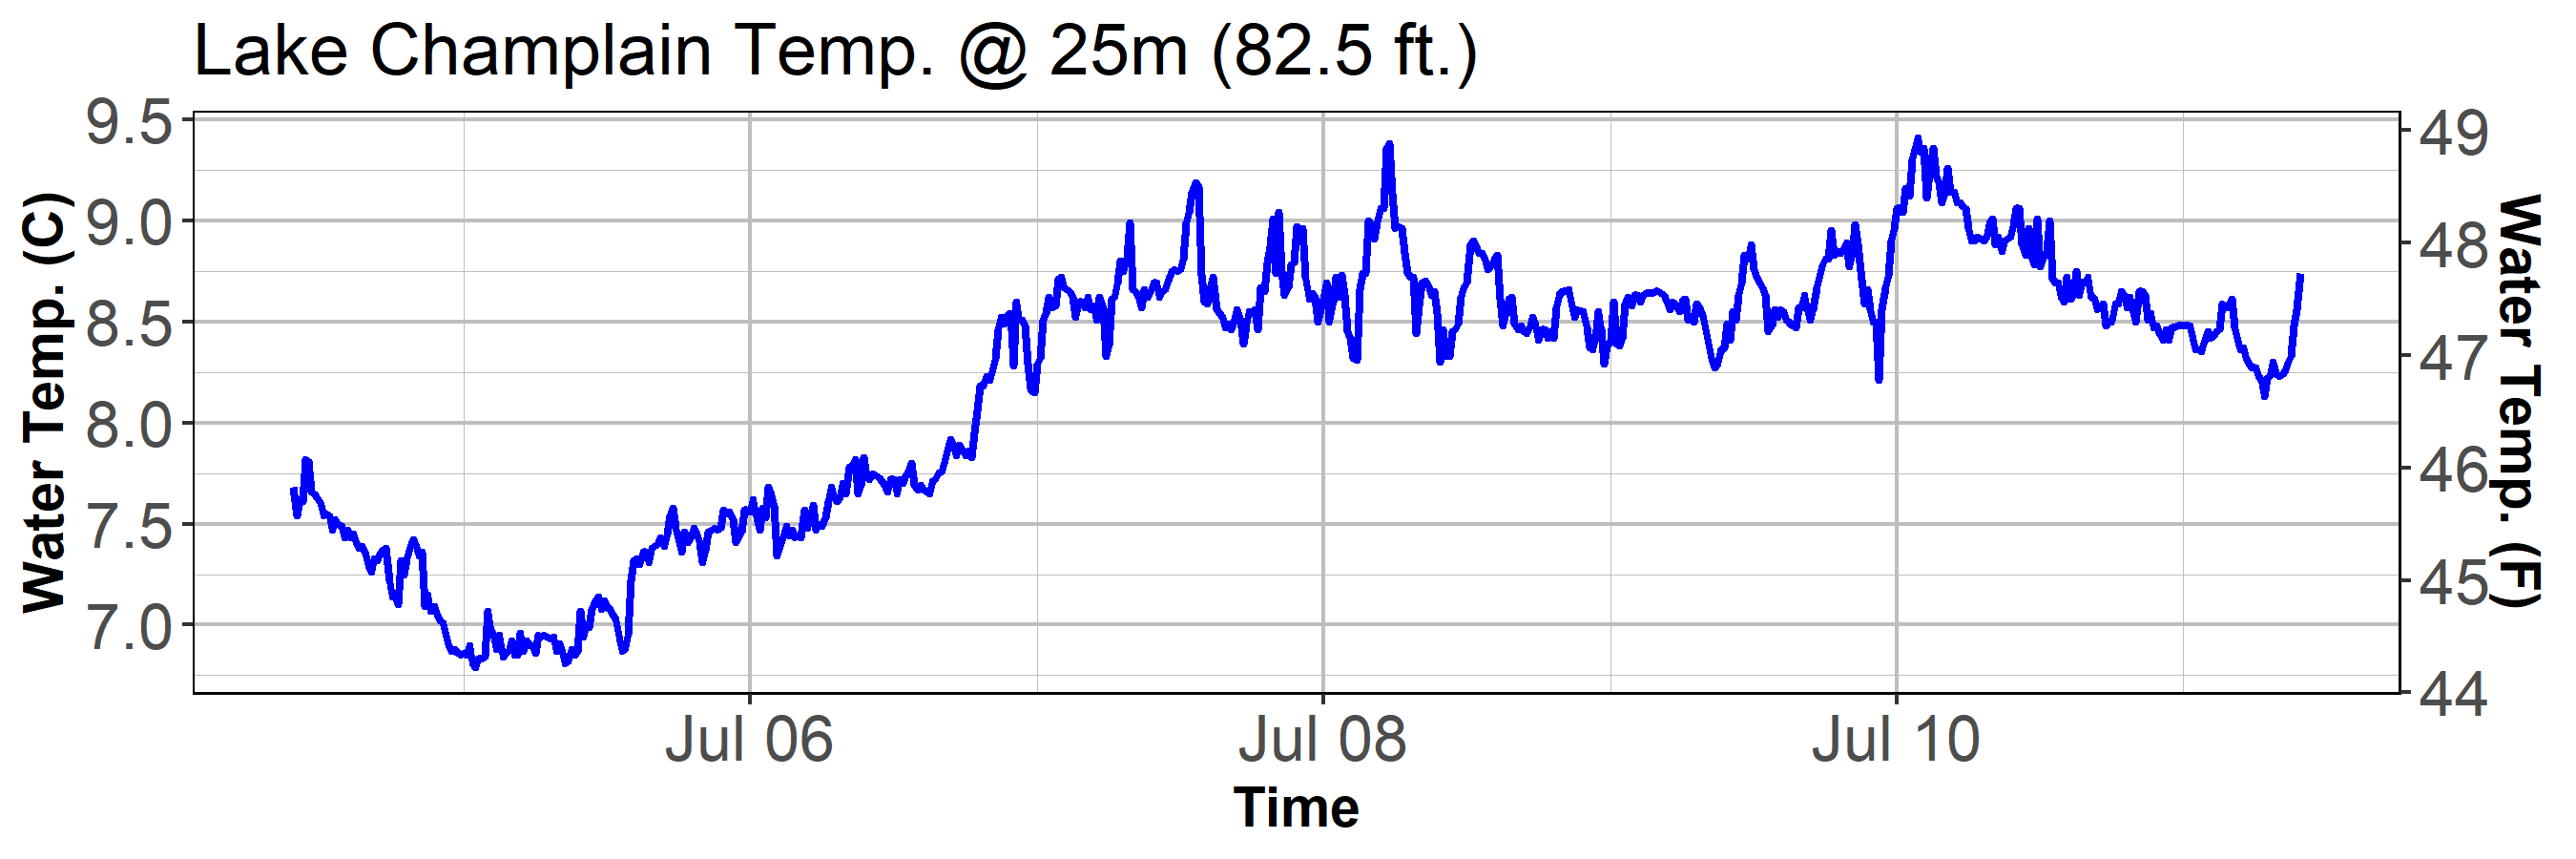 Lake Champlain Temp. @ 25m (82.5 ft.)
Water Temp. (C)
9.5
9.0
8.5
8.0
7.5
7.0
49
48
47
46
45
44
Water Temp. (F)
Jul 06 Jul 08 Jul 10
Time